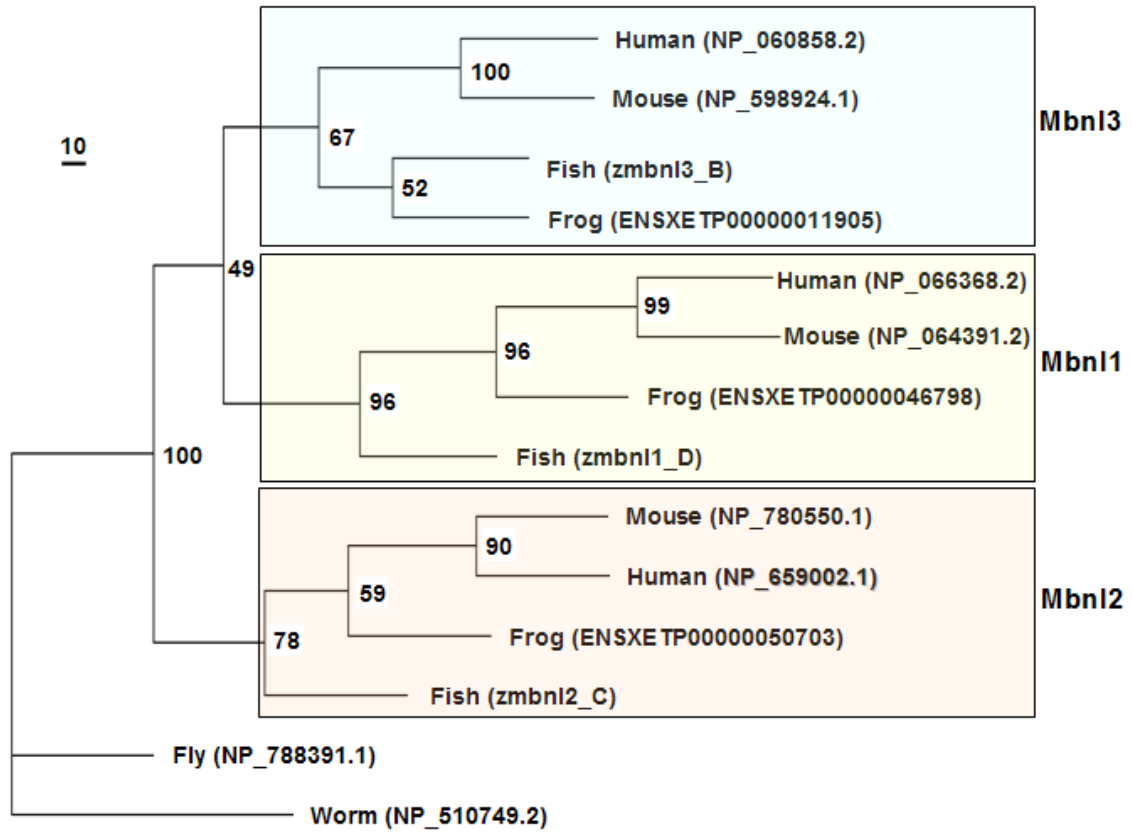 Human (NP_060858.2)
100
Mouse (NP_598924.1)
Mbnl3
10
67
Fish (zmbnl3_B)
52
Frog (ENSXETP00000011905)
49
Human (NP_066368.2)
99
Mouse (NP_064391.2)
96
Mbnl1
Frog (ENSXETP00000046798)
96
Fish (zmbnl1_D)
100
Mouse (NP_780550.1)
90
Human (NP_659002.1)
59
Mbnl2
Frog (ENSXETP00000050703)
78
Fish (zmbnl2_C)
Fly (NP_788391.1)
Worm (NP_510749.2)